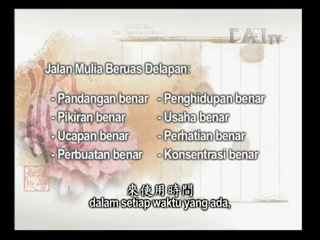 DAAI TV
Jalan Mulia Beruas Delapan:
- Pandangan benar - Penghidupan benar
- Pikiran benar - Usaha benar
- Ucapan benar - Perhatian benar
- Perbuatan benar - Konsentrasi benar
來使用時間
dalam setiap waktu yang ada,